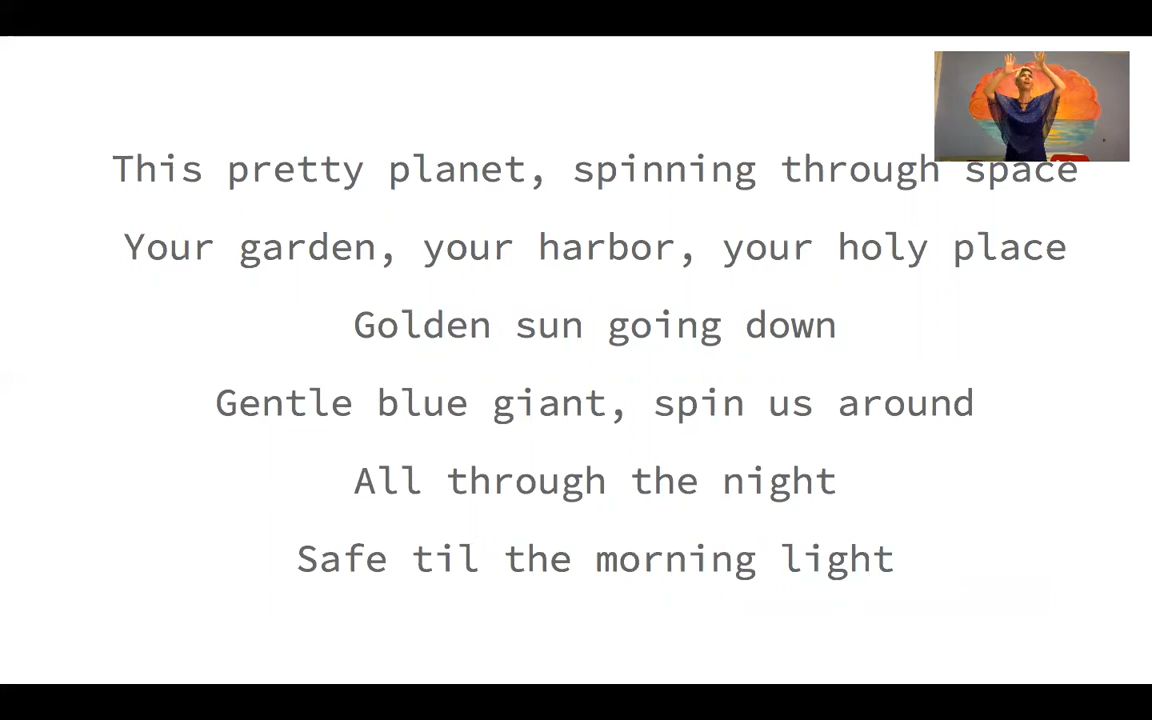 This pretty planet, spinning through space
Your garden, your harbor, your holy place
Golden sun going down
Gentle blue giant, spin us around
All through the night
Safe til the morning light